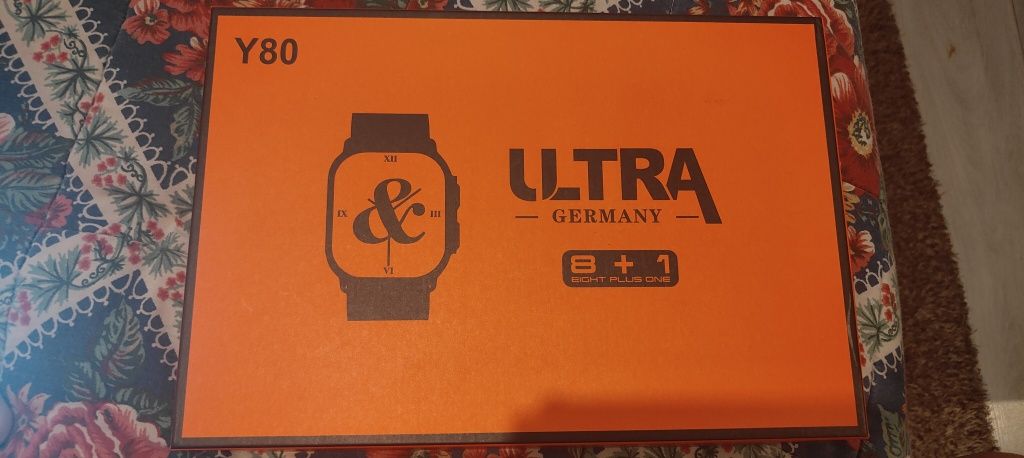 Y80
XII
IX
&
III
VI
ULTRA
GERMANY
8 + 1
EIGHT PLUS ONE